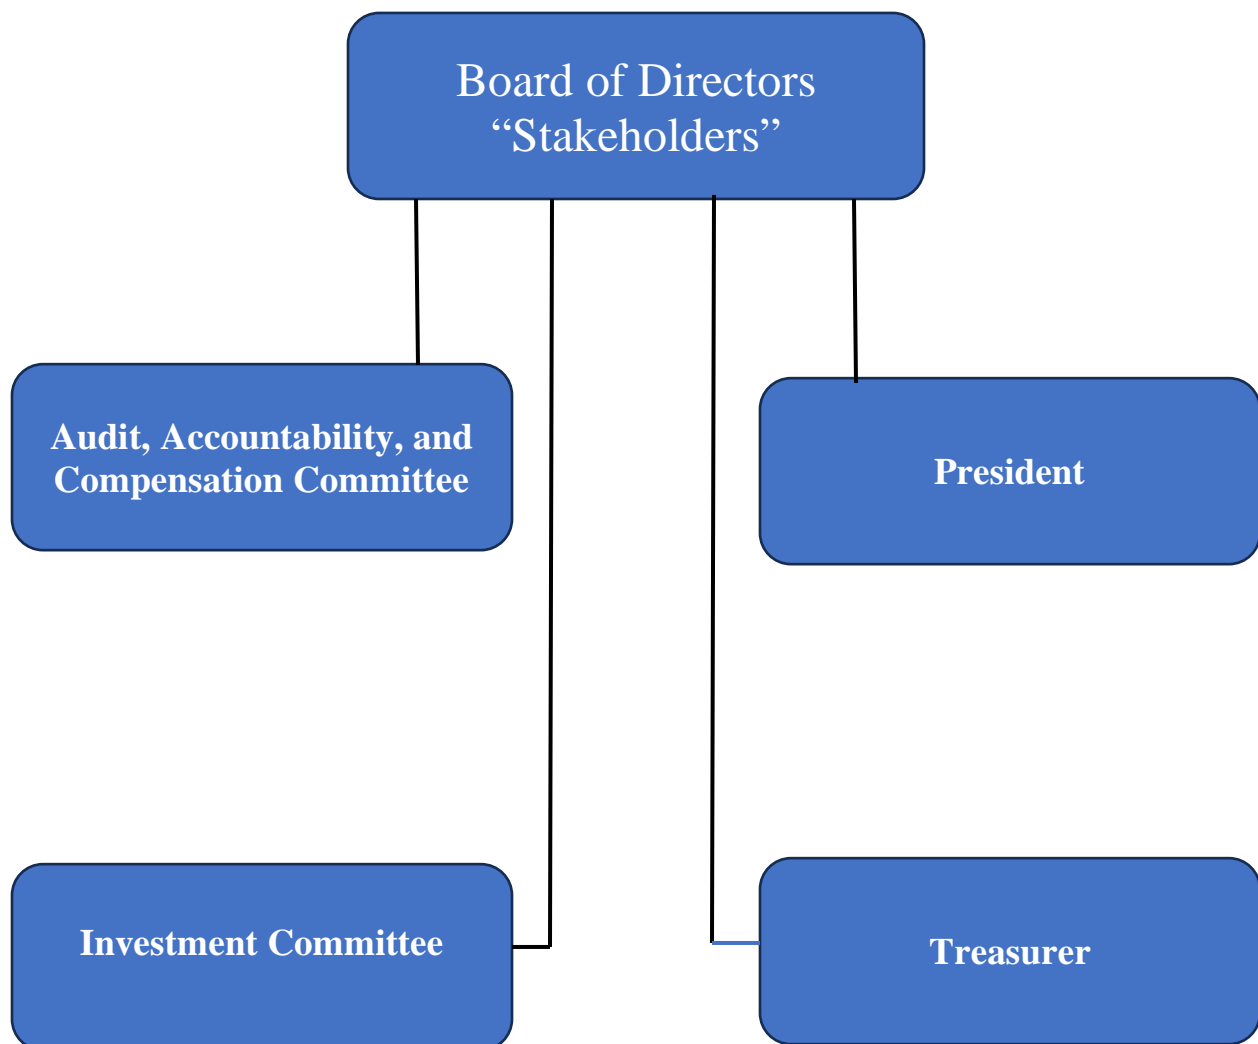 Board of Directors
“Stakeholders”
Audit, Accountability, and
Compensation Committee
President
Investment Committee
Treasurer